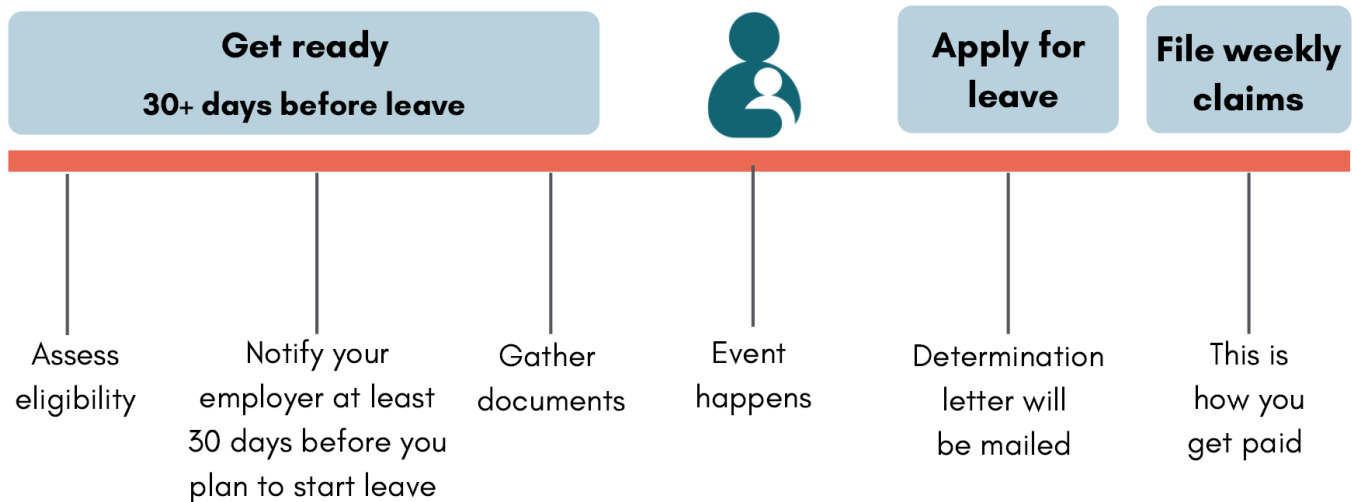 Get ready
30+ days before leave
Apply for
leave
File weekly
claims
Assess
eligibility
Notify your
employer at least
30 days before you
plan to start leave
Gather
documents
Event
happens
Determination
letter will
be mailed
This is
how you
get paid